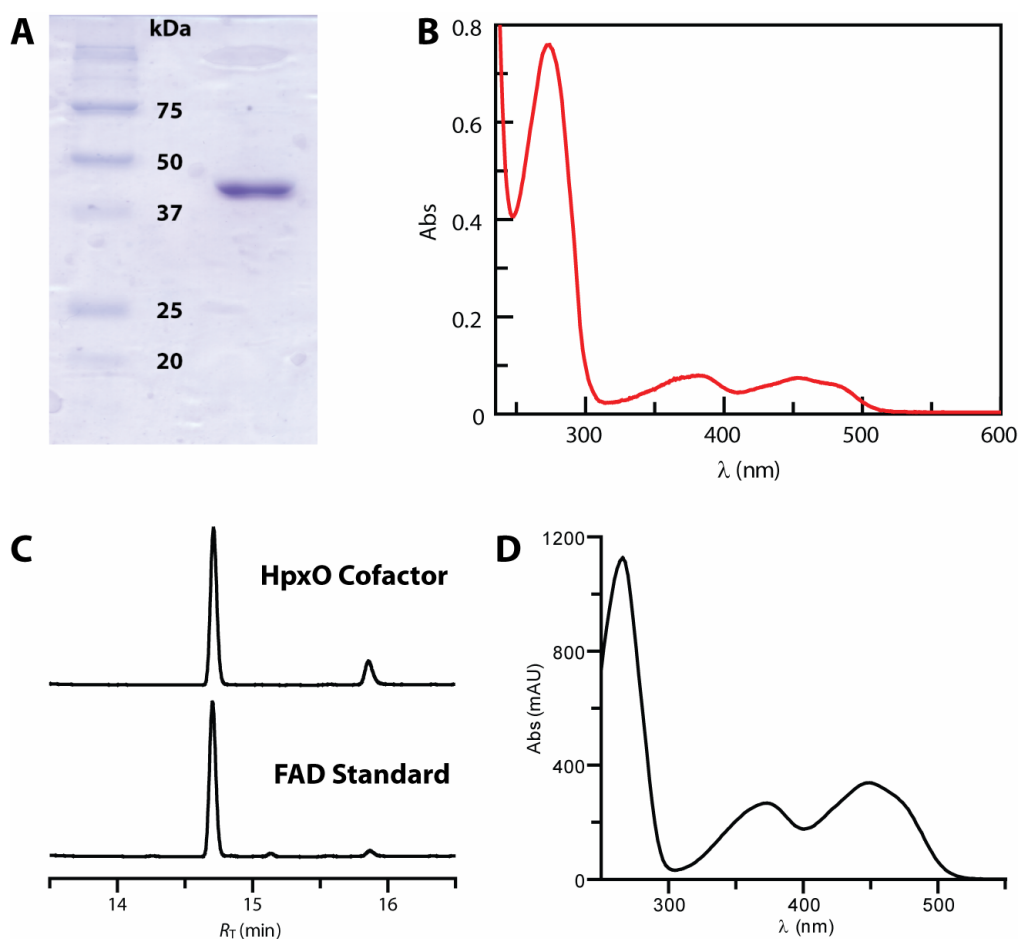 A
kDa
75
50
37
25
20
B
0.8
0.6
0.4
0.2
0
Abs
300 400 500 600
λ (nm)
C
HpxO Cofactor
FAD Standard
14 15 16
RT (min)
D
1200
800
400
0
Abs (mAU)
300 400 500
λ (nm)